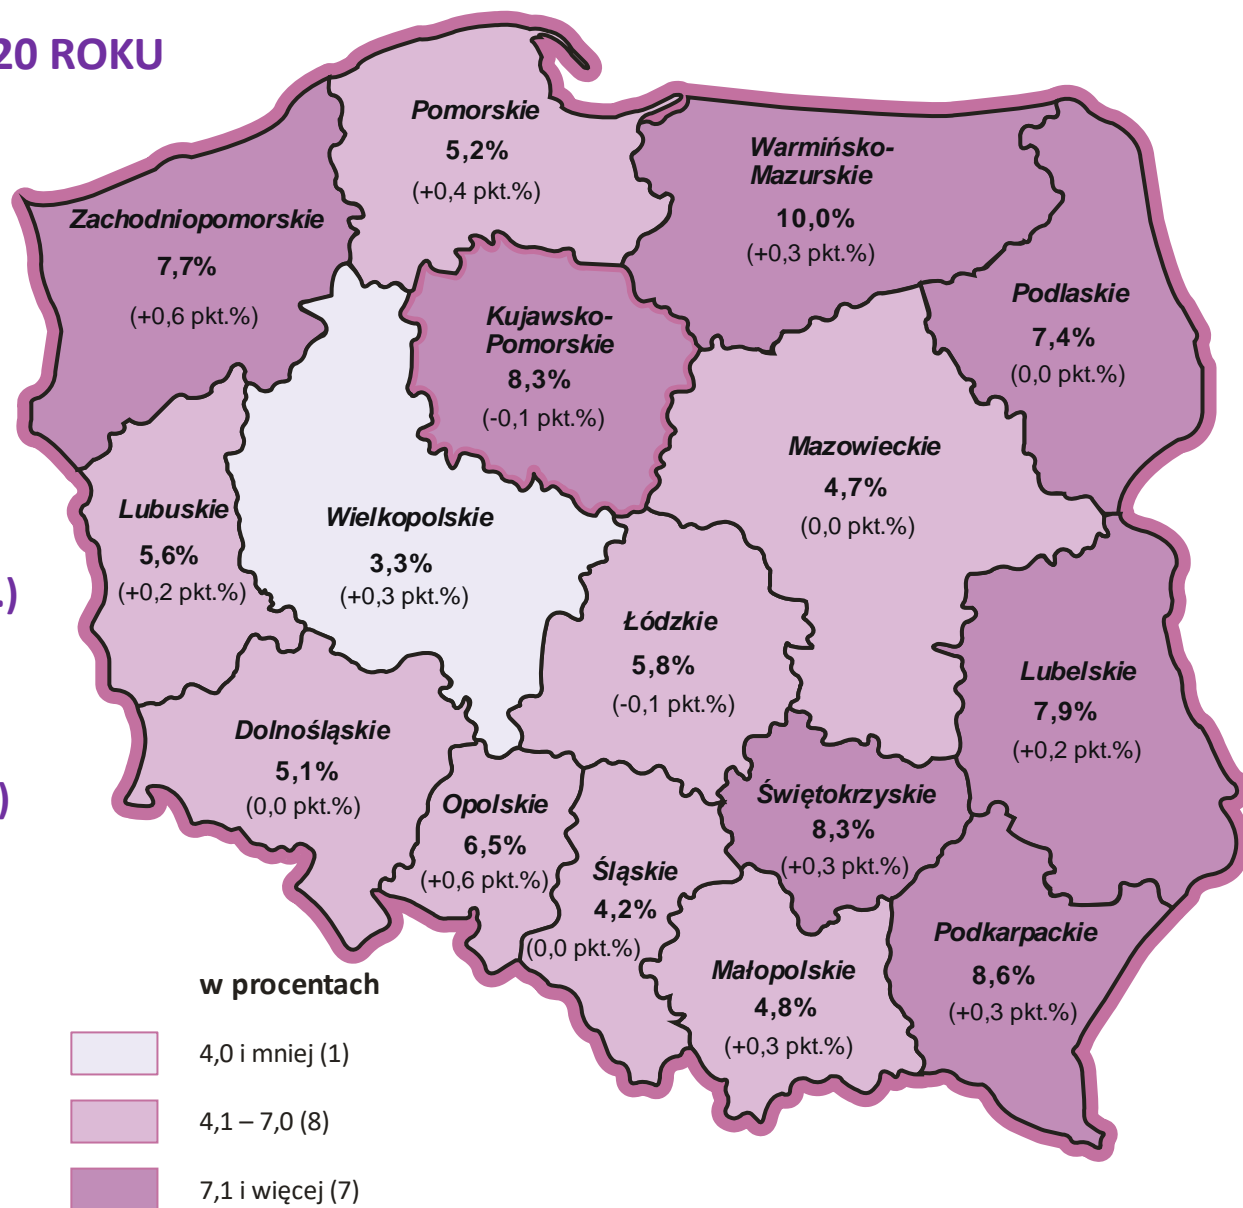 20 ROKU
Pomorskie
5,2%
(+0,4 pkt.%)
Warmińsko-
Mazurskie
10,0%
(+0,3 pkt.%)
Zachodniopomorskie
7,7%
(+0,6 pkt.%)
Kujawsko-
Pomorskie
8,3%
(-0,1 pkt.%)
Podlaskie
7,4%
(0,0 pkt.%)
Mazowieckie
4,7%
(0,0 pkt.%)
Lubuskie
5,6%
(+0,2 pkt.%)
Wielkopolskie
3,3%
(+0,3 pkt.%)
.)
Łódzkie
5,8%
(-0,1 pkt.%)
Lubelskie
7,9%
(+0,2 pkt.%)
Dolnośląskie
5,1%
(0,0 pkt.%)
)
Opolskie
6,5%
(+0,6 pkt.%)
Świętokrzyskie
8,3%
(+0,3 pkt.%)
Śląskie
4,2%
(0,0 pkt.%)
Małopolskie
4,8%
(+0,3 pkt.%)
Podkarpackie
8,6%
(+0,3 pkt.%)
w procentach
4,0 i mniej (1)
4,1 – 7,0 (8)
7,1 i więcej (7)